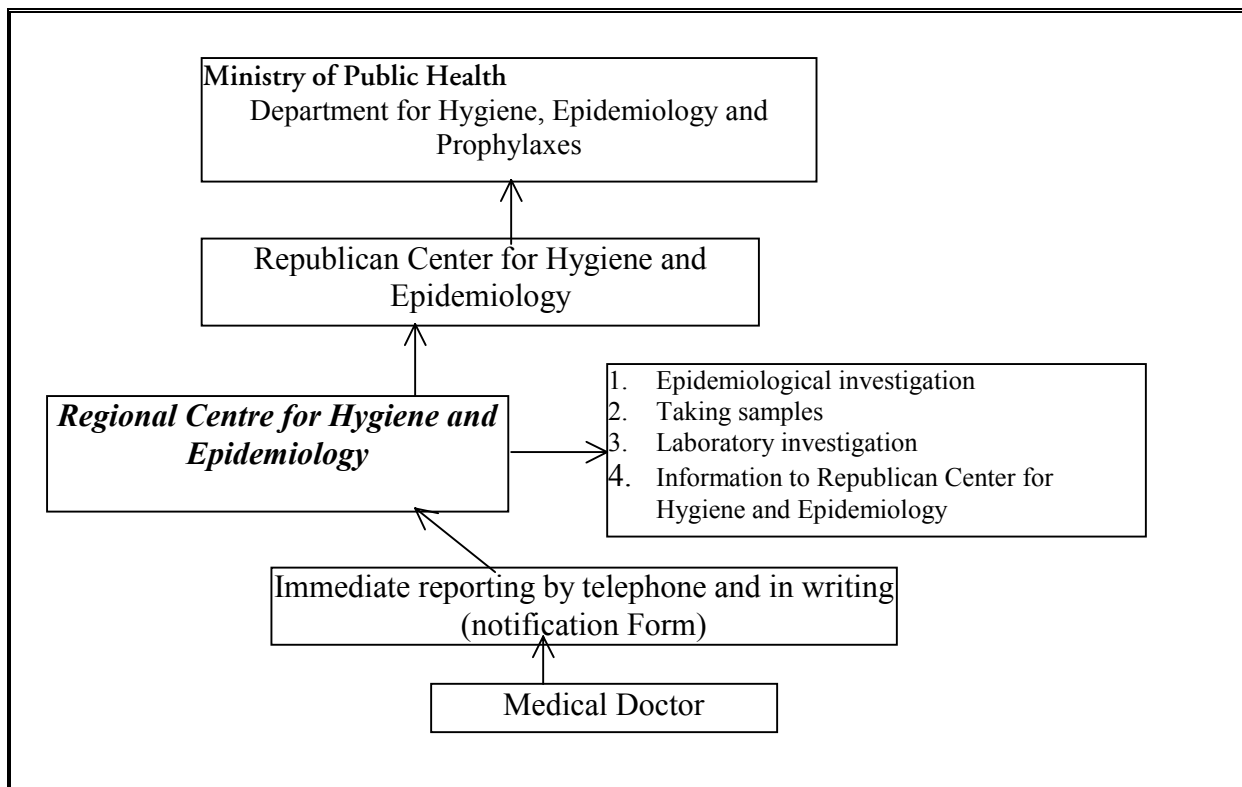 Ministry of Public Health
Department for Hygiene, Epidemiology and
Prophylaxes
Republican Center for Hygiene and
Epidemiology
Regional Centre for Hygiene and
Epidemiology
1. Epidemiological investigation
2. Taking samples
3. Laboratory investigation
4. Information to Republican Center for
Hygiene and Epidemiology
Immediate reporting by telephone and in writing
(notification Form)
Medical Doctor